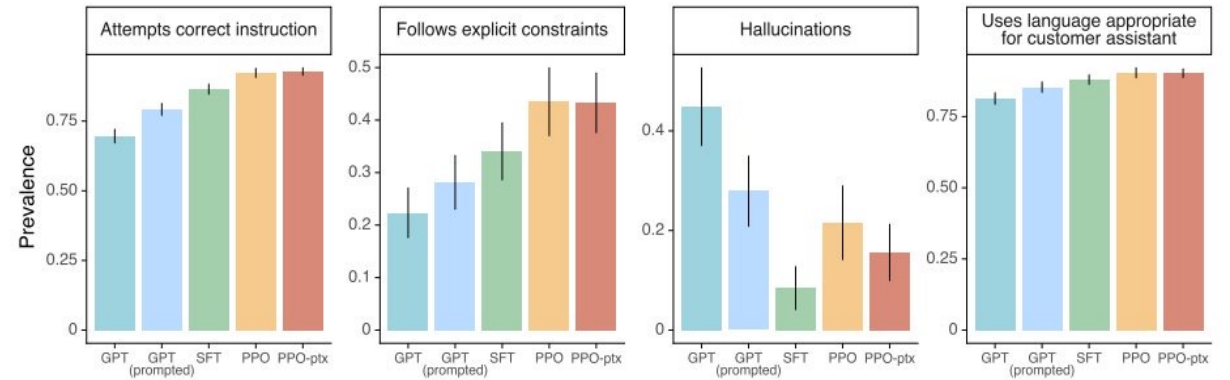 Attempts correct instruction
Follows explicit constraints
Hallucinations
Uses language appropriate
for customer assistant
Prevalence
0.75
0.50
0.25
0
GPT
GPT
(prompted)
SFT
PPO
PPO-ptx
0.5
0.4
0.3
0.2
0.1
0
GPT
GPT
(prompted)
SFT
PPO
PPO-ptx
0.4
0.2
0
GPT
GPT
(prompted)
SFT
PPO
PPO-ptx
0.75
0.50
0.25
0
GPT
GPT
(prompted)
SFT
PPO
PPO-ptx